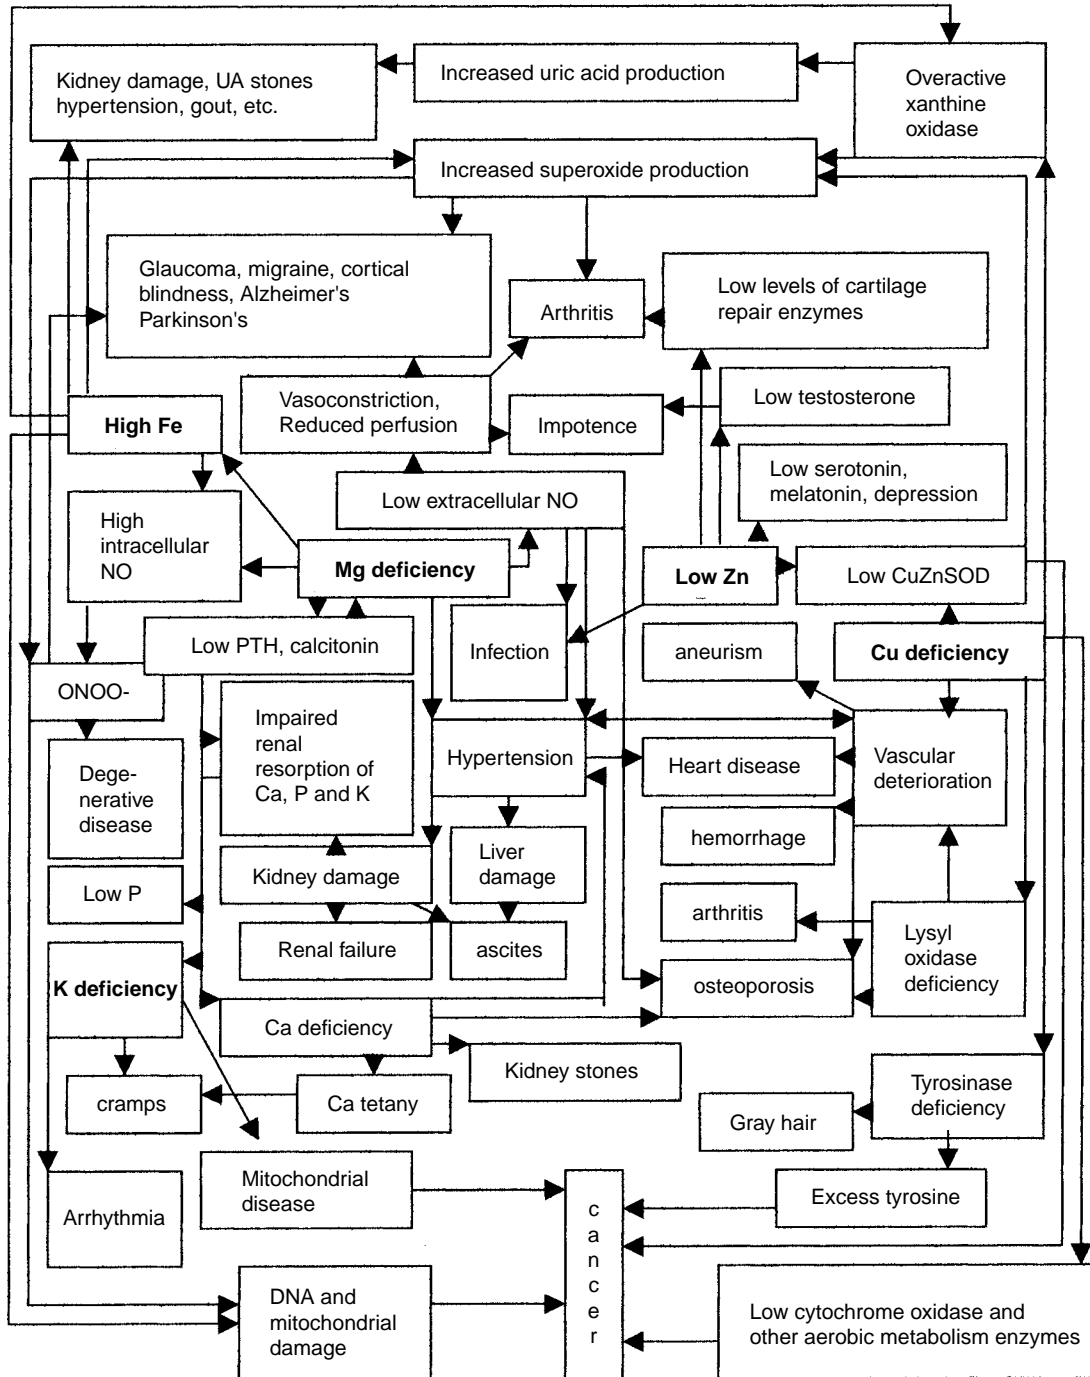 Kidney damage, UA stones
hypertension, gout, etc.
Increased uric acid production
Overactive
xanthine
oxidase
Increased superoxide production
Glaucoma, migraine, cortical
blindness, Alzheimer's
Parkinson's
Arthritis
Low levels of cartilage
repair enzymes
Vasoconstriction,
Reduced perfusion
High Fe
Impotence
Low testosterone
Low serotonin,
melatonin, depression
Low extracellular NO
High
intracellular
NO
Mg deficiency
Low Zn
Low CuZnSOD
Low PTH, calcitonin
Infection
aneurism
Cu deficiency
ONOO-
Impaired
renal
resorption of
Ca, P and K
Hypertension
Heart disease
Vascular
deterioration
Dege-
nerative
disease
hemorrhage
Liver
damage
Kidney damage
Low P
arthritis
Lysyl
oxidase
deficiency
Renal failure
ascites
K deficiency
osteoporosis
Ca deficiency
Kidney stones
Tyrosinase
deficiency
cramps
Ca tetany
Gray hair
Mitochondrial
disease
Excess tyrosine
Arrhythmia
c
a
n
c
e
r
DNA and
mitochondrial
damage
Low cytochrome oxidase and
other aerobic metabolism enzymes